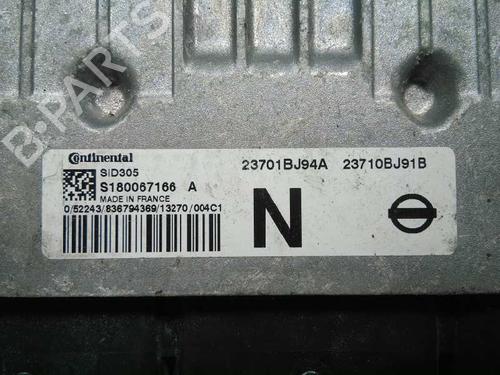 B-PARTS
Continental
SID305
S180067166 A
MADE IN FRANCE
0/52243/836794369/13270/004C1
23701BJ94A 23710BJ91B
N